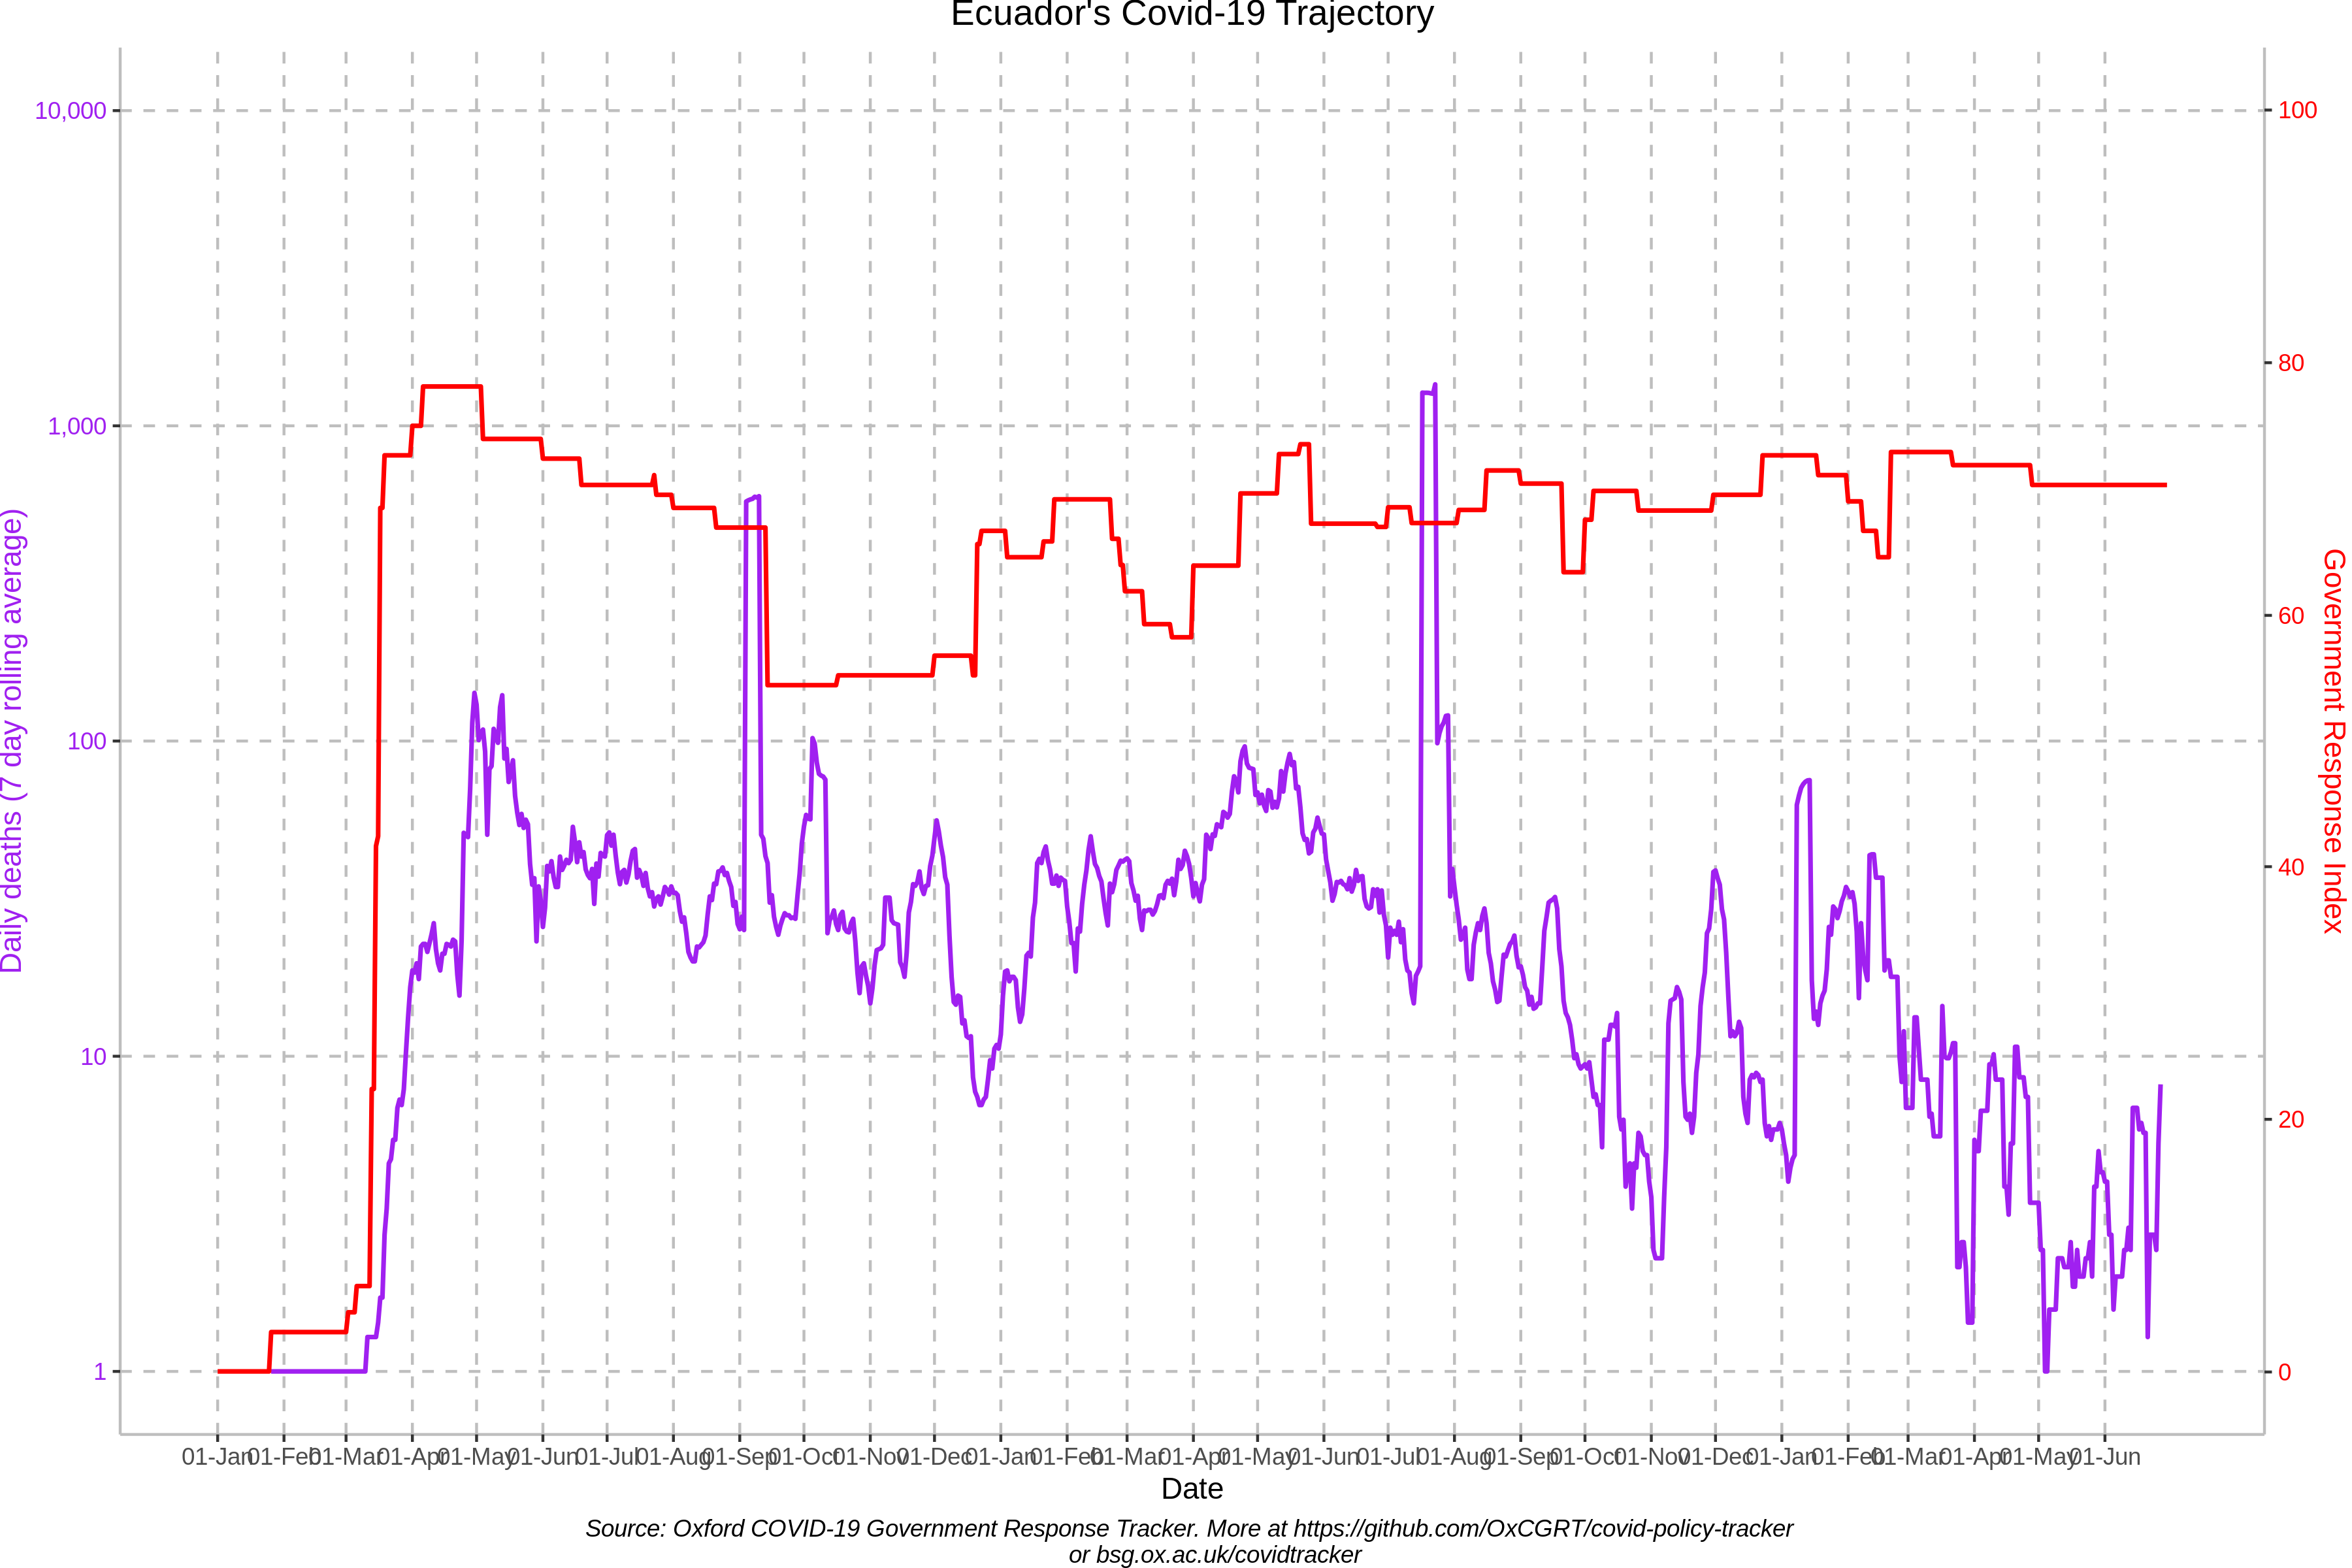 Ecuador's Covid-19 Trajectory
10,000
1,000
100
10
1
Daily deaths (7 day rolling average)
100
80
60
40
20
0
Government Response Index
01-Jan 01-Feb 01-Mar 01-Apr 01-May 01-Jun 01-Jul 01-Aug 01-Sep 01-Oct 01-Nov 01-Dec 01-Jan 01-Feb 01-Mar 01-Apr 01-May 01-Jun 01-Jul 01-Aug 01-Sep 01-Oct 01-Nov 01-Dec 01-Jan 01-Feb 01-Mar 01-Apr 01-May 01-Jun
Date
Source: Oxford COVID-19 Government Response Tracker. More at https://github.com/OxCGRT/covid-policy-tracker
or bsg.ox.ac.uk/covidtracker